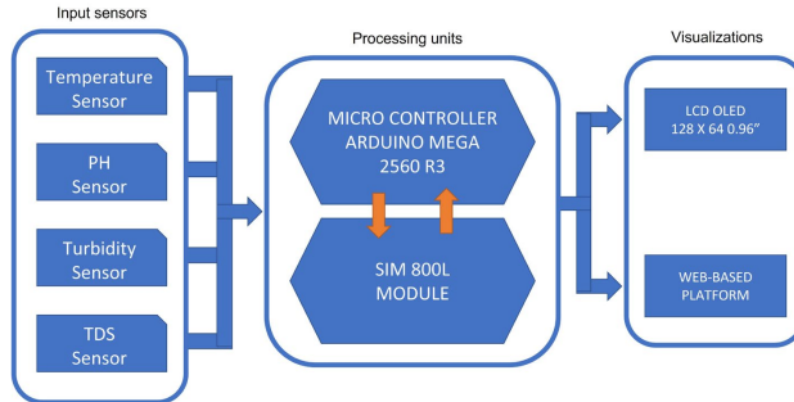 Input sensors
Temperature
Sensor
PH
Sensor
Turbidity
Sensor
TDS
Sensor
Processing units
MICRO CONTROLLER
ARDUINO MEGA
2560 R3
SIM 800L
MODULE
Visualizations
LCD OLED
128 X 64 0.96”
WEB-BASED
PLATFORM